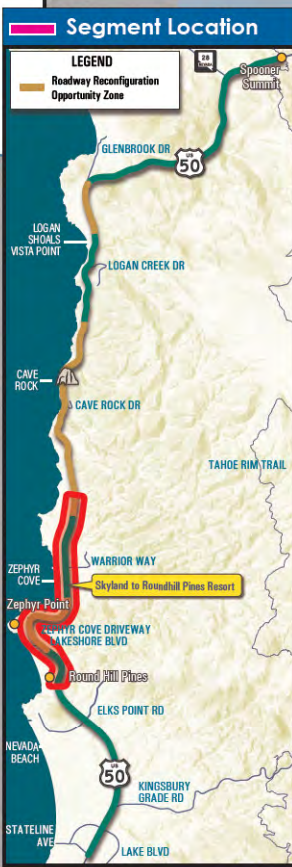 Segment Location
LEGEND
Roadway Reconfiguration
Opportunity Zone
28
Spooner
Summit
GLENBROOK DR
US
50
LOGAN
SHOALS
VISTA POINT
LOGAN CREEK DR
CAVE
ROCK
CAVE ROCK DR
TAHOE RIM TRAIL
WARRIOR WAY
ZEPHYR
COVE
Skyland to Roundhill Pines Resort
Zephyr Point
ZEPHYR COVE DRIVEWAY
LAKESHORE BLVD
Round Hill Pines
ELKS POINT RD
NEVADA
BEACH
US
50
KINGSBURY
GRADE RD
STATELINE
AVE
LAKE BLVD